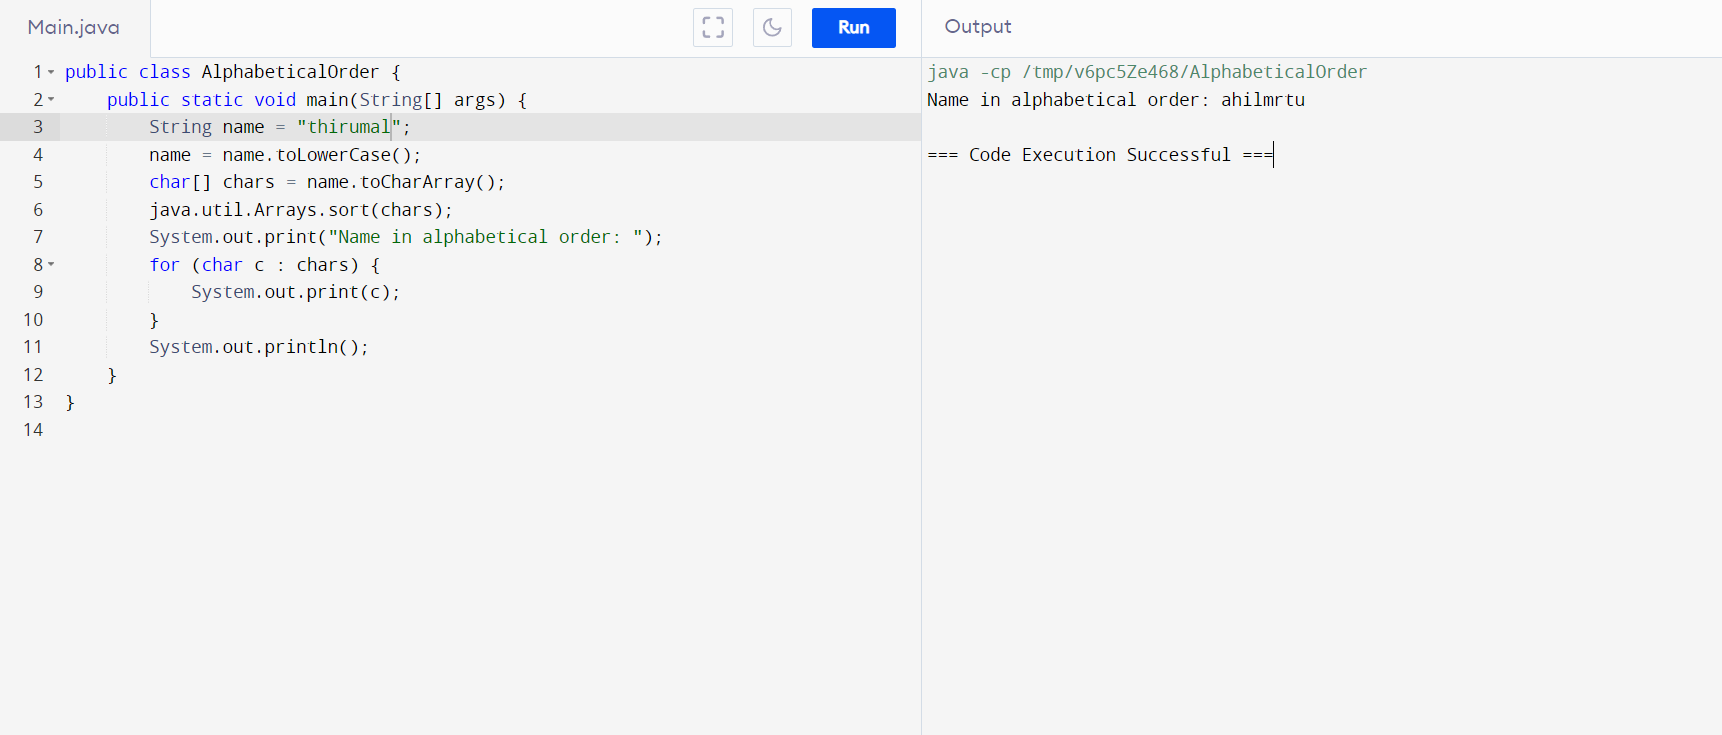 Main.java
Run
1 public class AlphabeticalOrder {
2     public static void main(String[] args) {
3         String name = "thirumal";
4         name = name.toLowerCase();
5         char[] chars = name.toCharArray();
6         java.util.Arrays.sort(chars);
7         System.out.print("Name in alphabetical order: ");
8         for (char c : chars) {
9             System.out.print(c);
10         }
11         System.out.println();
12     }
13 }
14
Output
java -cp /tmp/v6pc5Ze468/AlphabeticalOrder
Name in alphabetical order: ahilmrtu
=== Code Execution Successful ===